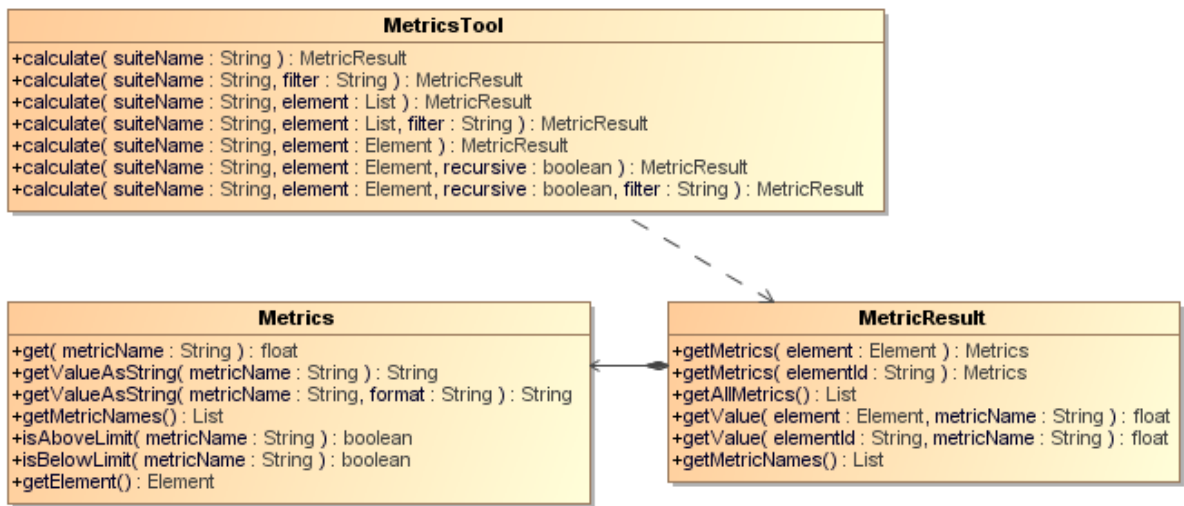 MetricsTool
+calculate( suiteName : String ) : MetricResult
+calculate( suiteName : String, filter : String ) : MetricResult
+calculate( suiteName : String, element : List ) : MetricResult
+calculate( suiteName : String, element : List, filter : String ) : MetricResult
+calculate( suiteName : String, element : Element ) : MetricResult
+calculate( suiteName : String, element : Element, recursive : boolean ) : MetricResult
+calculate( suiteName : String, element : Element, recursive : boolean, filter : String ) : MetricResult
Metrics
+get( metricName : String ) : float
+getValueAsString( metricName : String ) : String
+getValueAsString( metricName : String, format : String ) : String
+getMetricNames() : List
+isAboveLimit( metricName : String ) : boolean
+isBelowLimit( metricName : String ) : boolean
+getElement() : Element
MetricResult
+getMetrics( element : Element ) : Metrics
+getMetrics( elementId : String ) : Metrics
+getAllMetrics() : List
+getValue( element : Element, metricName : String ) : float
+getValue( elementId : String, metricName : String ) : float
+getMetricNames() : List